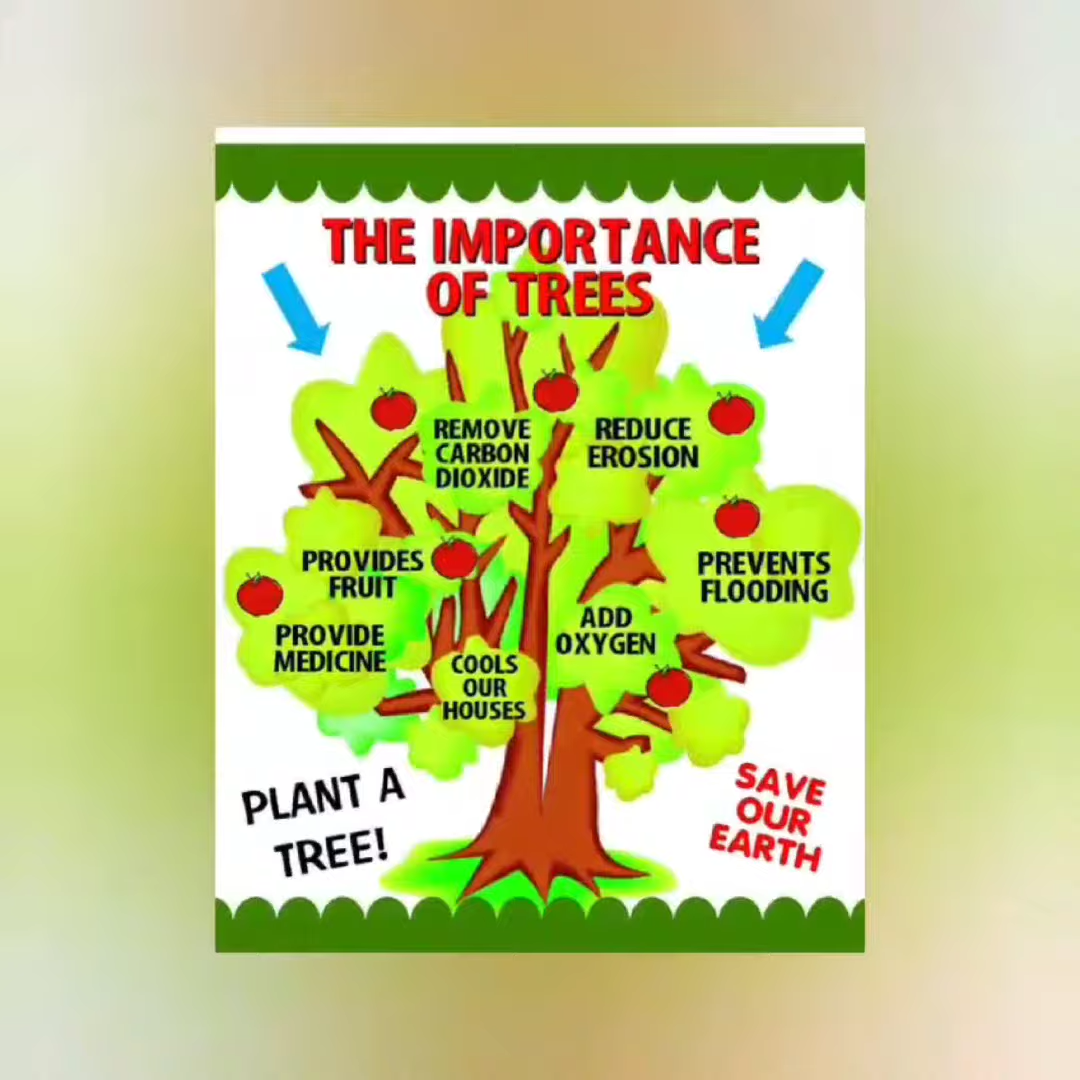 THE IMPORTANCE
OF TREES
REMOVE
CARBON
DIOXIDE
REDUCE
EROSION
PROVIDES
FRUIT
PREVENTS
FLOODING
PROVIDE
MEDICINE
ADD
OXYGEN
COOLS
OUR
HOUSES
PLANT A
TREE!
SAVE
OUR
EARTH